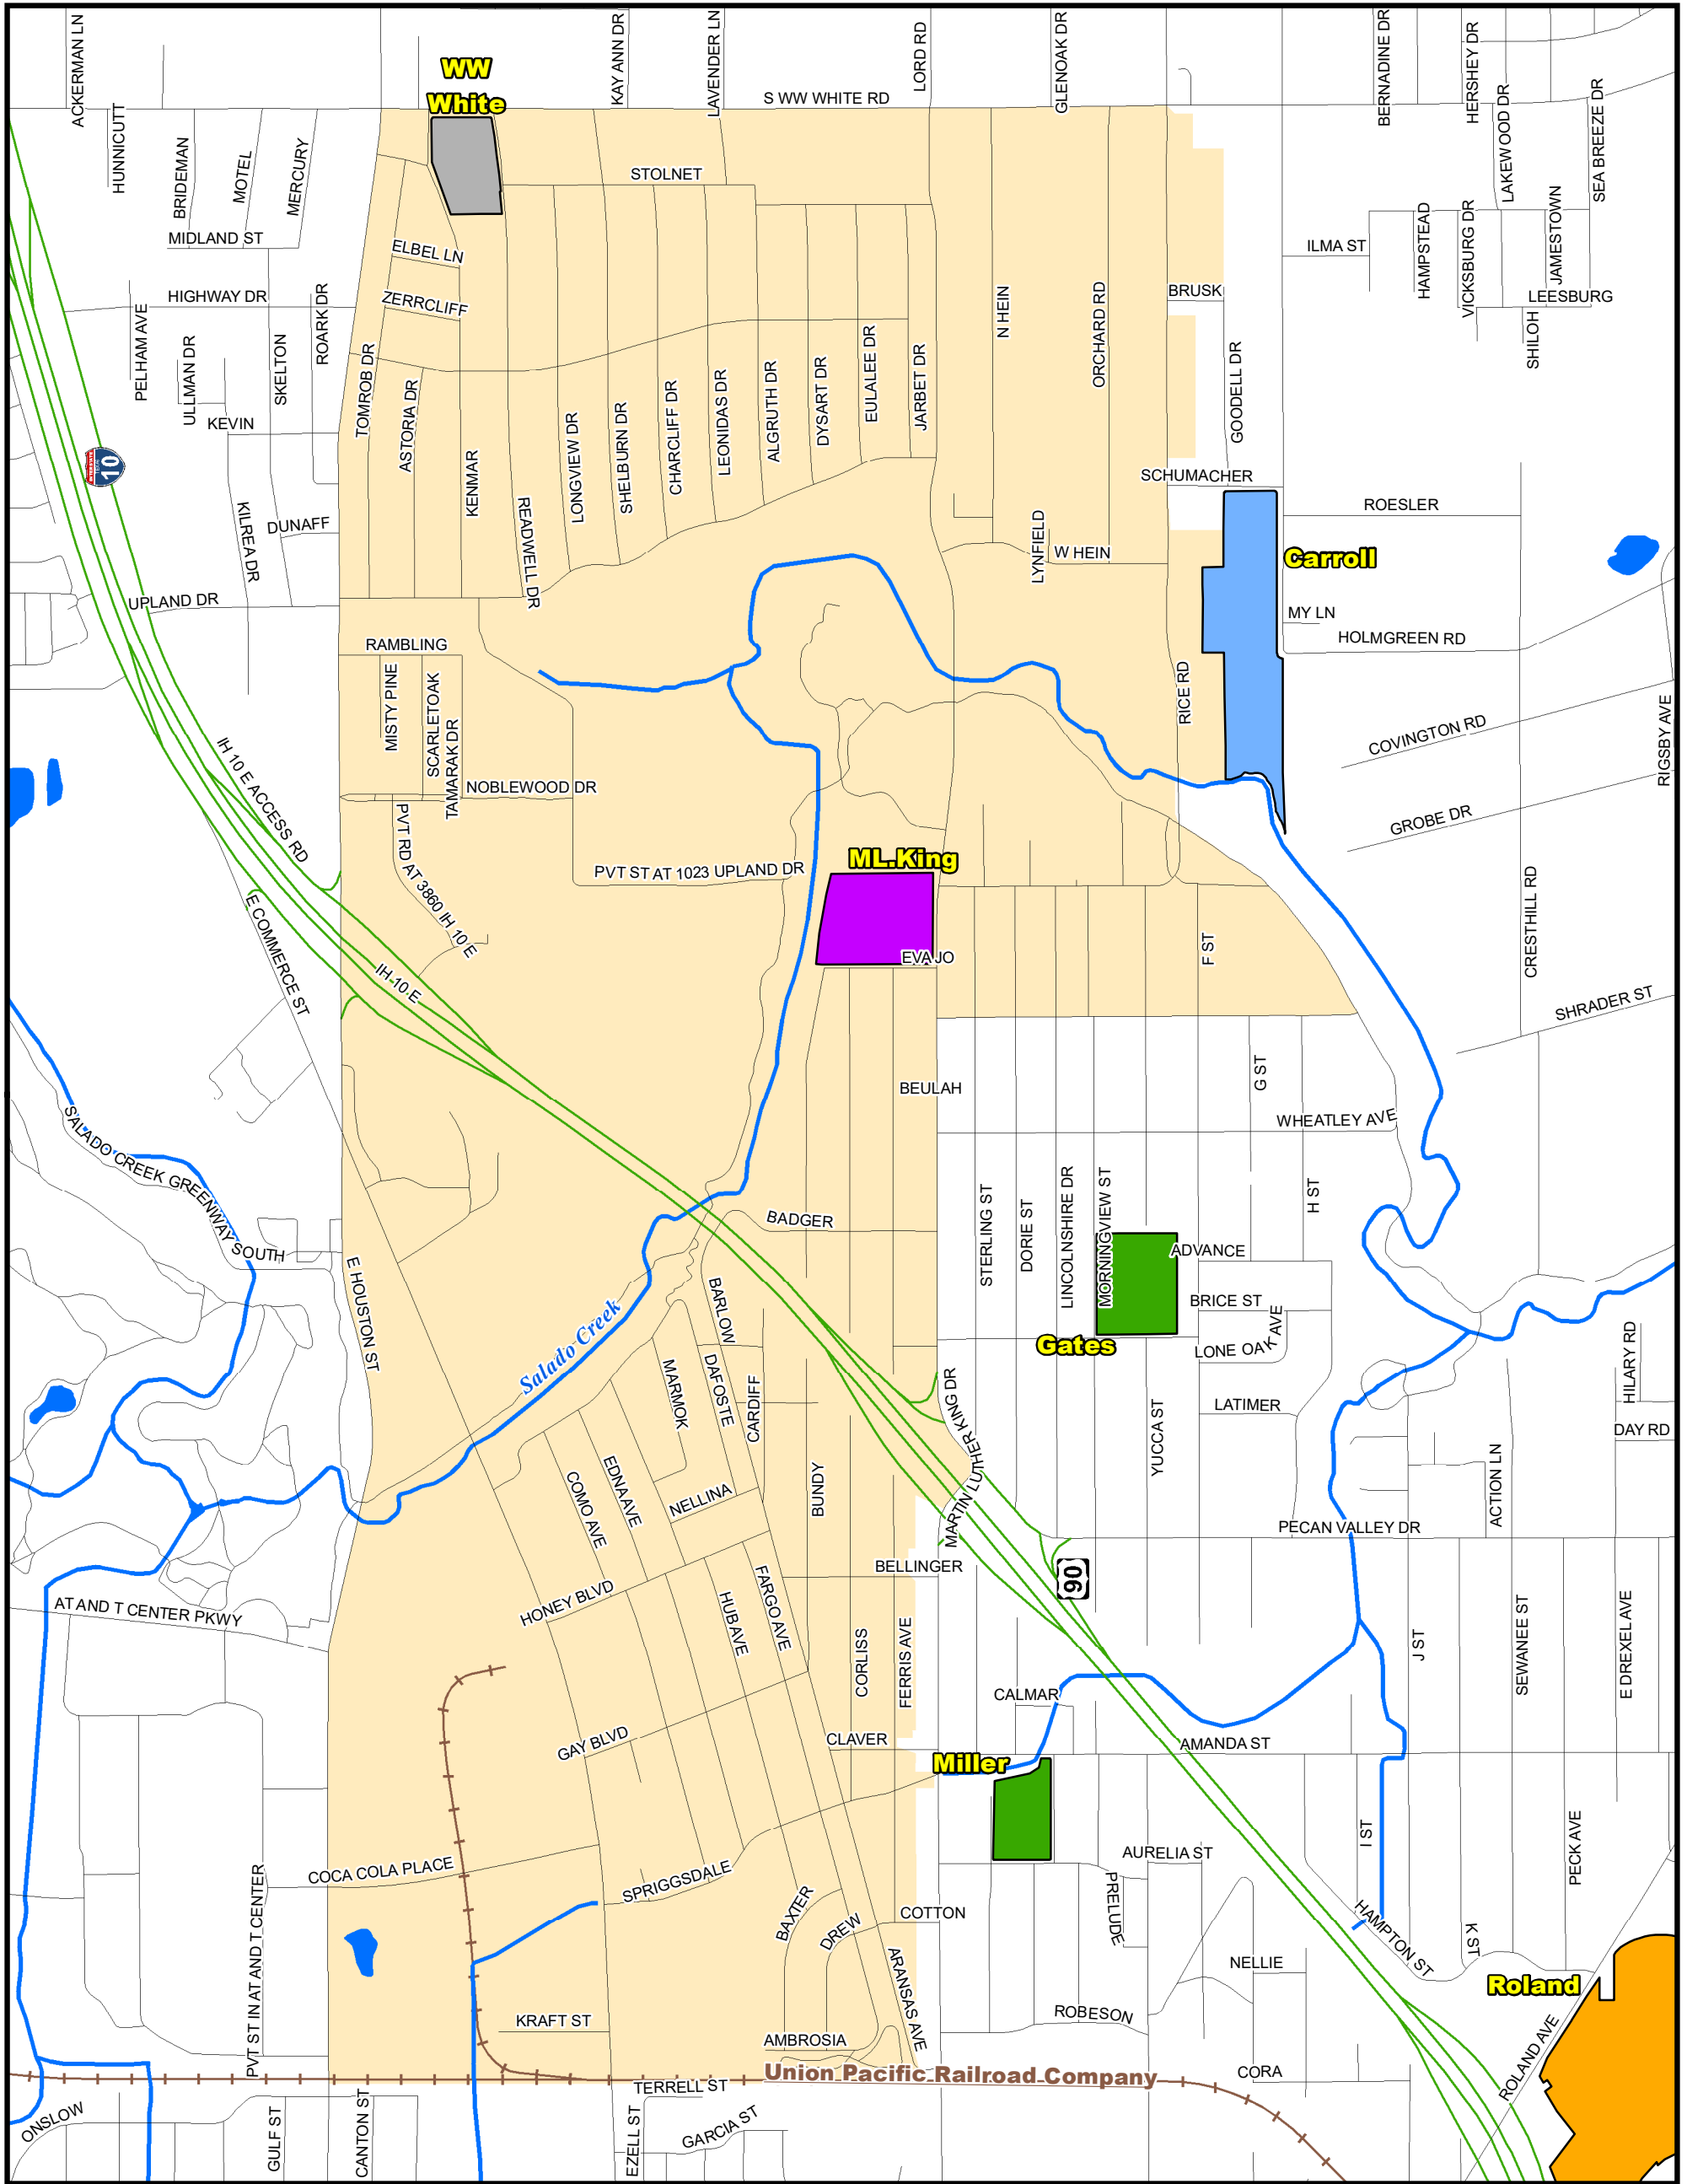 ACKERMAN LN
KAY ANN DR
LAVENDER LN
LORD RD
GLENOAK DR
BERNADINE DR
HERSHEY DR
WW
White
S WW WHITE RD
HUNNICUTT
BRIDEMAN
MOTEL
MERCURY
LAKEWOOD DR
SEA BREEZE DR
STOLNET
MIDLAND ST
ELBEL LN
ILMA ST
HAMPSTEAD
VICKSBURG DR
JAMESTOWN
HIGHWAY DR
ZERRCLIFF
BRUSK
LEESBURG
PELHAM AVE
ULLMAN DR
SKELTON
ROARK DR
N HEIN
ORCHARD RD
GOODELL DR
SHILOH
TOMROB DR
ASTORIA DR
KENMAR
READWELL DR
LONGVIEW DR
SHELBURN DR
CHARCLIFF DR
LEONIDAS DR
ALGRUTH DR
DYSART DR
EULALEE DR
JARBET DR
KEVIN
INTERSTATE
10
SCHUMACHER
ROESLER
KILREA DR
DUNAFF
LYNFIELD
W HEIN
Carroll
UPLAND DR
MY LN
HOLMGREEN RD
RAMBLING
MISTY PINE
SCARLETOAK
TAMARAK DR
RICE RD
COVINGTON RD
RIGSBY AVE
IH 10 E ACCESS RD
NOBLEWOOD DR
PVT RD AT 3860 IH 10 E
GROBE DR
ML.King
PVT ST AT 1023 UPLAND DR
E COMMERCE ST
CRESTHILL RD
IH-10-E
EVA JO
F ST
SHRADER ST
BEULAH
G ST
WHEATLEY AVE
SALADO CREEK GREENWAY SOUTH
STERLING ST
DORIE ST
LINCOLNSHIRE DR
MORNINGVIEW ST
H ST
BADGER
ADVANCE
E HOUSTON ST
BARLOW
BRICE ST
Salado Creek
Gates
LONE OAK AVE
HILARY RD
MARMOK
DAFOSTE
CARDIFF
MARTIN LUTHER KING DR
YUCCA ST
LATIMER
DAY RD
COMO AVE
EDNA AVE
NELLINA
BUNDY
ACTION LN
PECAN VALLEY DR
BELLINGER
90
HONEY BLVD
AT AND T CENTER PKWY
HUB AVE
FARGO AVE
CORLISS
FERRIS AVE
J ST
SEWANEE ST
E DREXEL AVE
CALMAR
GAY BLVD
CLAVER
AMANDA ST
Miller
I ST
PECK AVE
COCA COLA PLACE
SPRIGGSDALE
AURELIA ST
PRELUDE
PVT ST IN AT AND T CENTER
BAXTER
DREW
COTTON
HAMPTON ST
K ST
ARANSAS AVE
NELLIE
Roland
KRAFT ST
AMBROSIA
ROBESON
ROLAND AVE
Union Pacific Railroad Company
CORA
TERRELL ST
ONSLOW
GULF ST
CANTON ST
EZELL ST
GARCIA ST